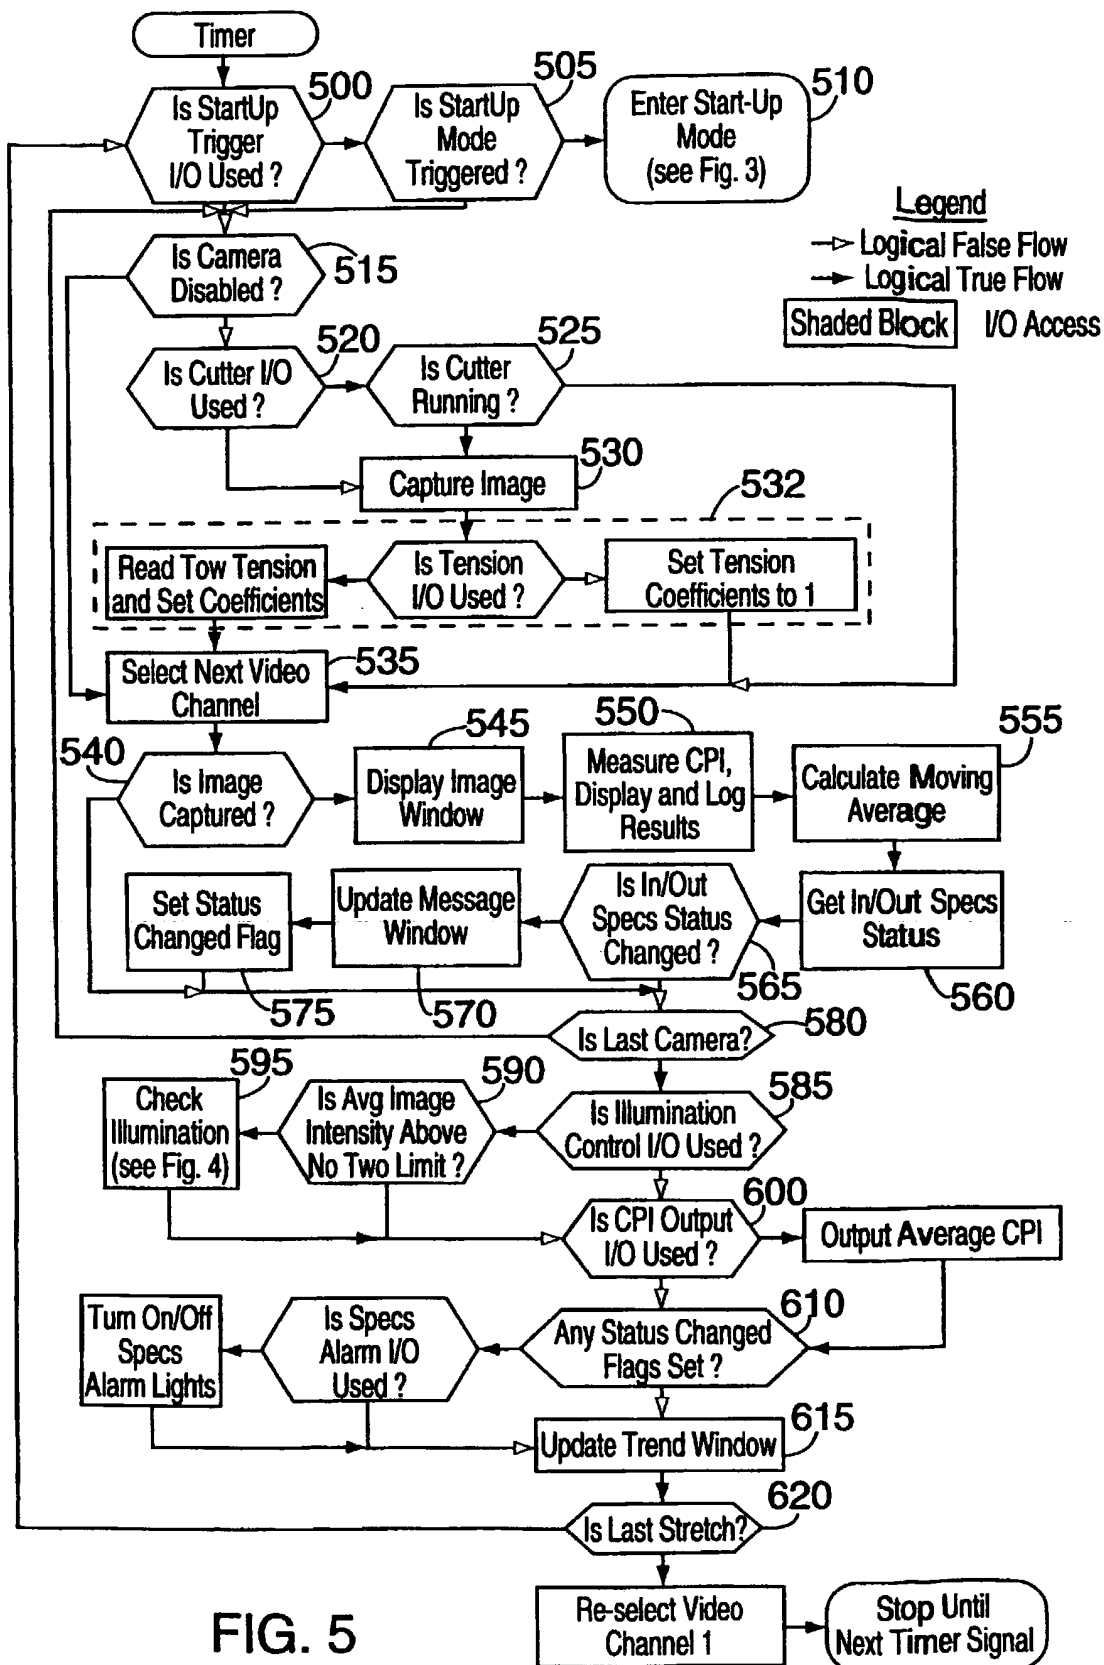 Timer
Is StartUp
Trigger
I/O Used ?
500
Is StartUp
Mode
Triggered ?
505
Enter Start-Up
Mode
(see Fig. 3)
510
Legend
Logical False Flow
Logical True Flow
Shaded Block
I/O Access
Is Camera
Disabled ?
515
Is Cutter I/O
Used ?
520
Is Cutter
Running ?
525
Capture Image
530
532
Read Tow Tension
and Set Coefficients
Is Tension
I/O Used ?
Set Tension
Coefficients to 1
Select Next Video
Channel
535
540
Is Image
Captured ?
545
Display Image
Window
550
Measure CPI,
Display and Log
Results
555
Calculate Moving
Average
Set Status
Changed Flag
575
Update Message
Window
570
Is In/Out
Specs Status
Changed ?
565
Get In/Out Specs
Status
560
Is Last Camera?
580
595
Check
Illumination
(see Fig. 4)
590
Is Avg Image
Intensity Above
No Two Limit ?
585
Is Illumination
Control I/O Used ?
600
Is CPI Output
I/O Used ?
Output Average CPI
Turn On/Off
Specs
Alarm Lights
Is Specs
Alarm I/O
Used ?
610
Any Status Changed
Flags Set ?
615
Update Trend Window
620
Is Last Stretch?
Re-select Video
Channel 1
Stop Until
Next Timer Signal
FIG. 5